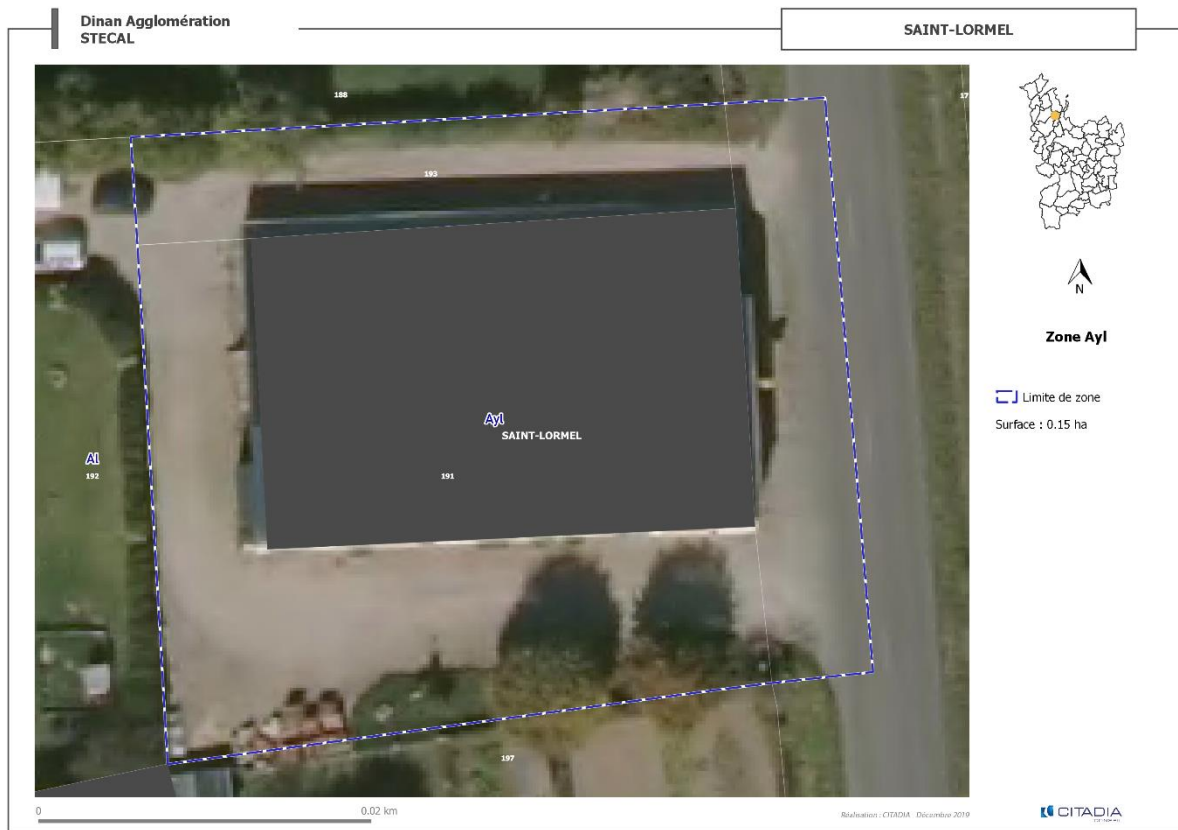 Dinan Agglomération
STECAL
SAINT-LORMEL
188
17
193
N
Zone Ayl
Limite de zone
Surface : 0.15 ha
Ayl
SAINT-LORMEL
Al
192
191
197
0
0.02 km
Réalisation : CITADIA Décembre 2019
CITADIA